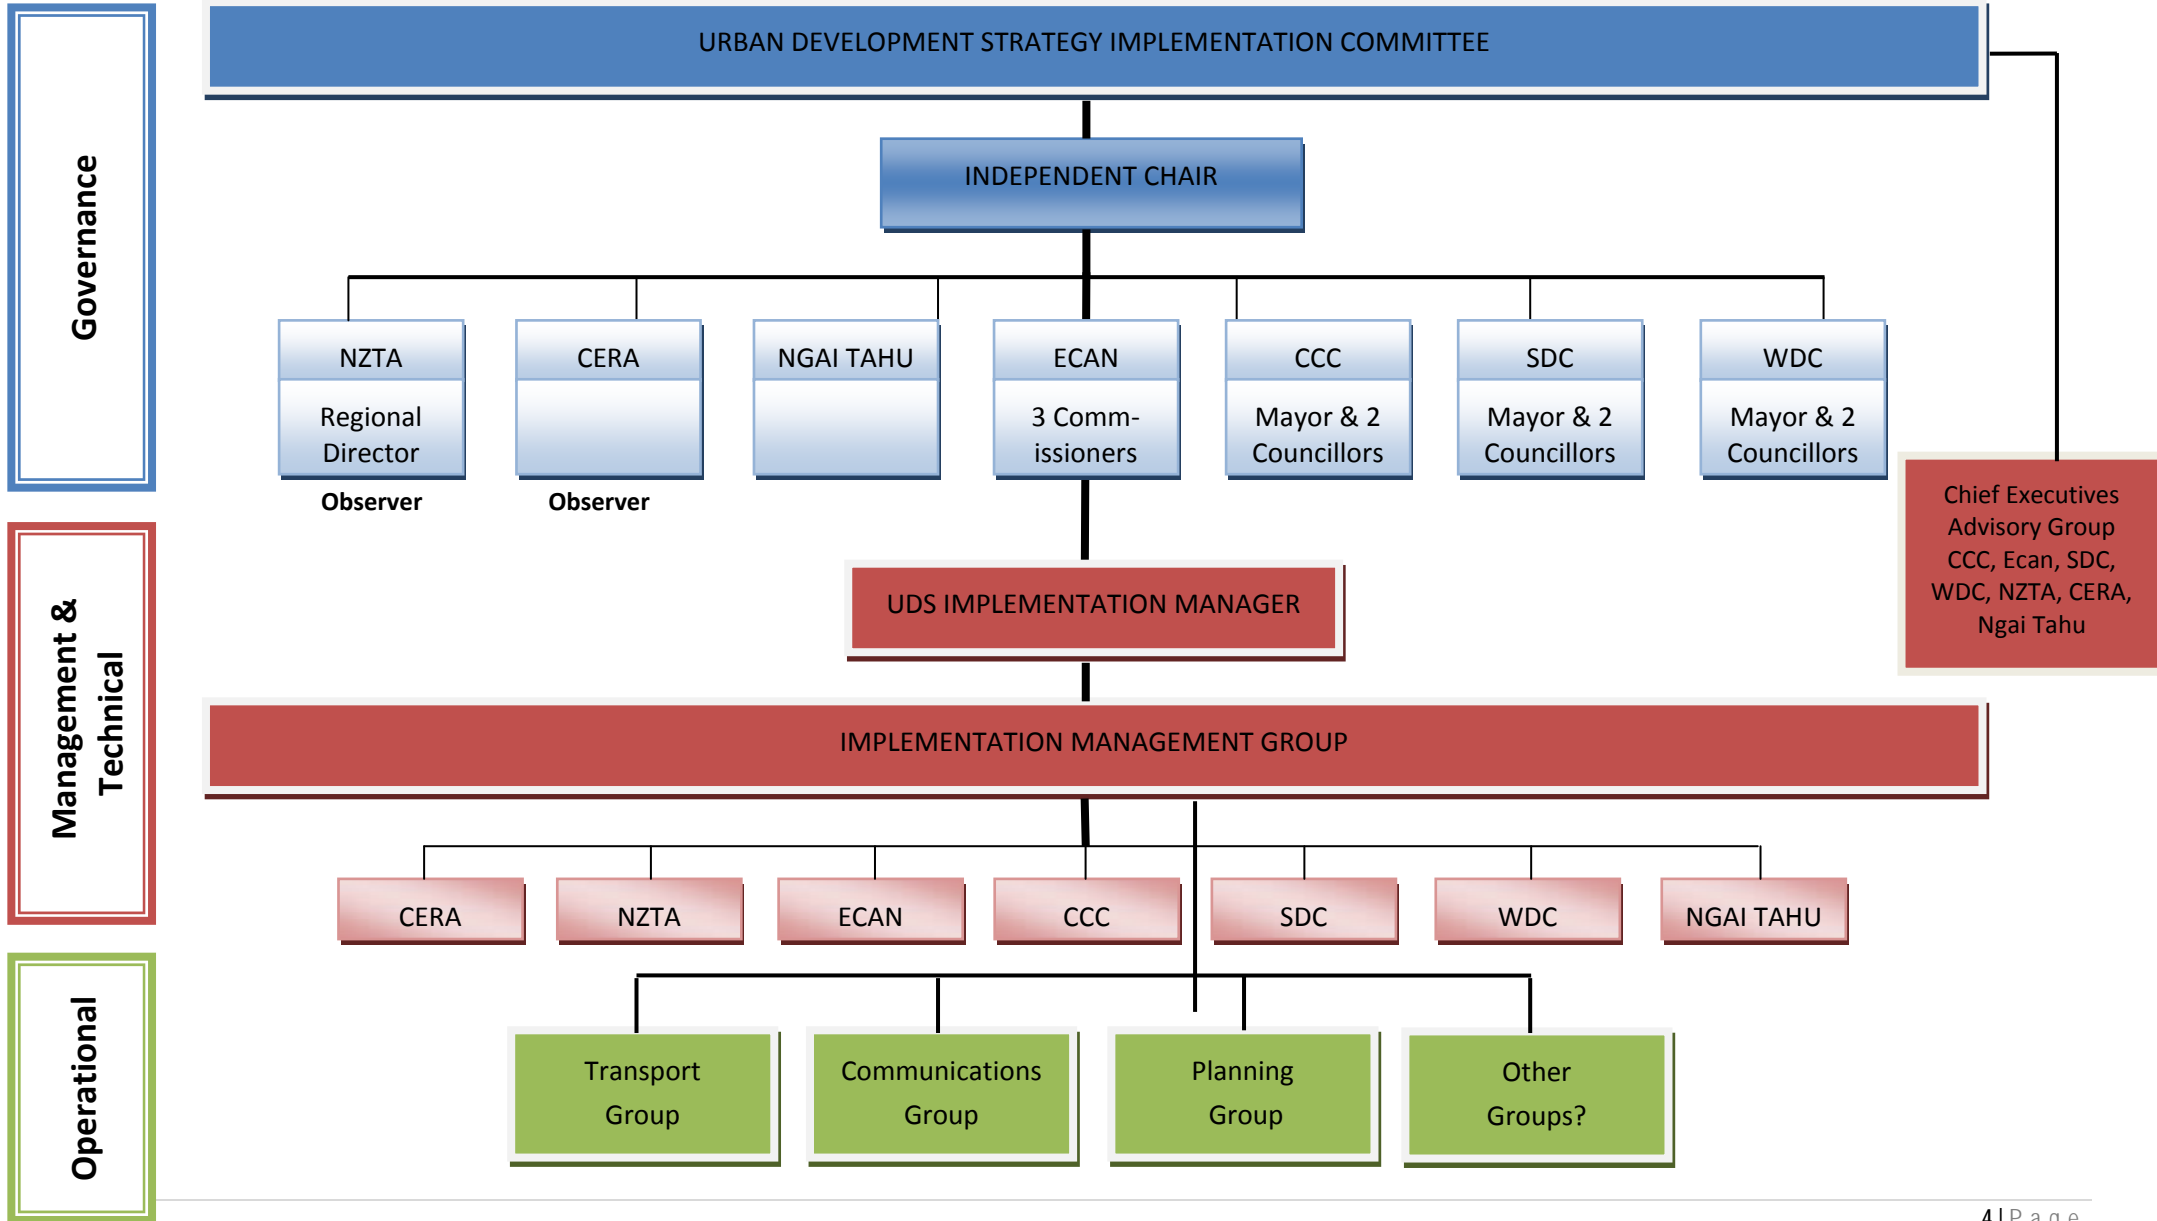 URBAN DEVELOPMENT STRATEGY IMPLEMENTATION COMMITTEE
Governance
INDEPENDENT CHAIR
NZTA
Regional
Director
Observer
CERA
Observer
NGAI TAHU
ECAN
3 Comm-
issioners
CCC
Mayor & 2
Councillors
SDC
Mayor & 2
Councillors
WDC
Mayor & 2
Councillors
Chief Executives
Advisory Group
CCC, Ecan, SDC,
WDC, NZTA, CERA,
Ngai Tahu
Management &
Technical
UDS IMPLEMENTATION MANAGER
IMPLEMENTATION MANAGEMENT GROUP
CERA
NZTA
ECAN
CCC
SDC
WDC
NGAI TAHU
Operational
Transport
Group
Communications
Group
Planning
Group
Other
Groups?
4 | Page